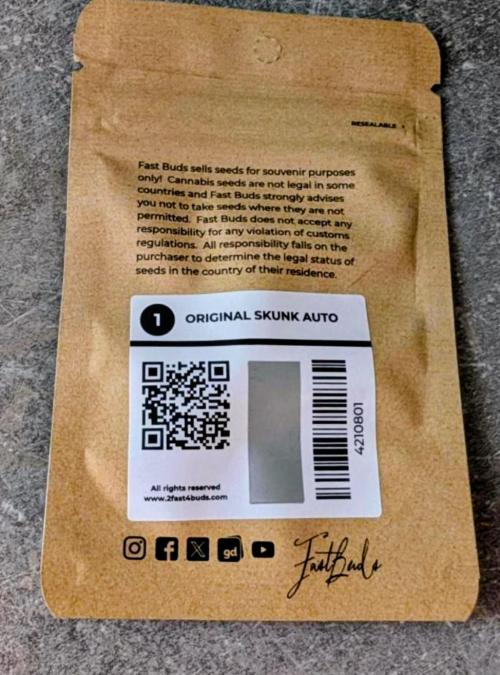 RESEALABLE
Fast Buds sells seeds for souvenir purposes
only! Cannabis seeds are not legal in some
countries and Fast Buds strongly advises
you not to take seeds where they are not
permitted. Fast Buds does not accept any
responsibility for any violation of customs
regulations. All responsibility falls on the
purchaser to determine the legal status of
seeds in the country of their residence.
1 ORIGINAL SKUNK AUTO
4210801
All rights reserved
www.2fast4buds.com
gd
FastBuds